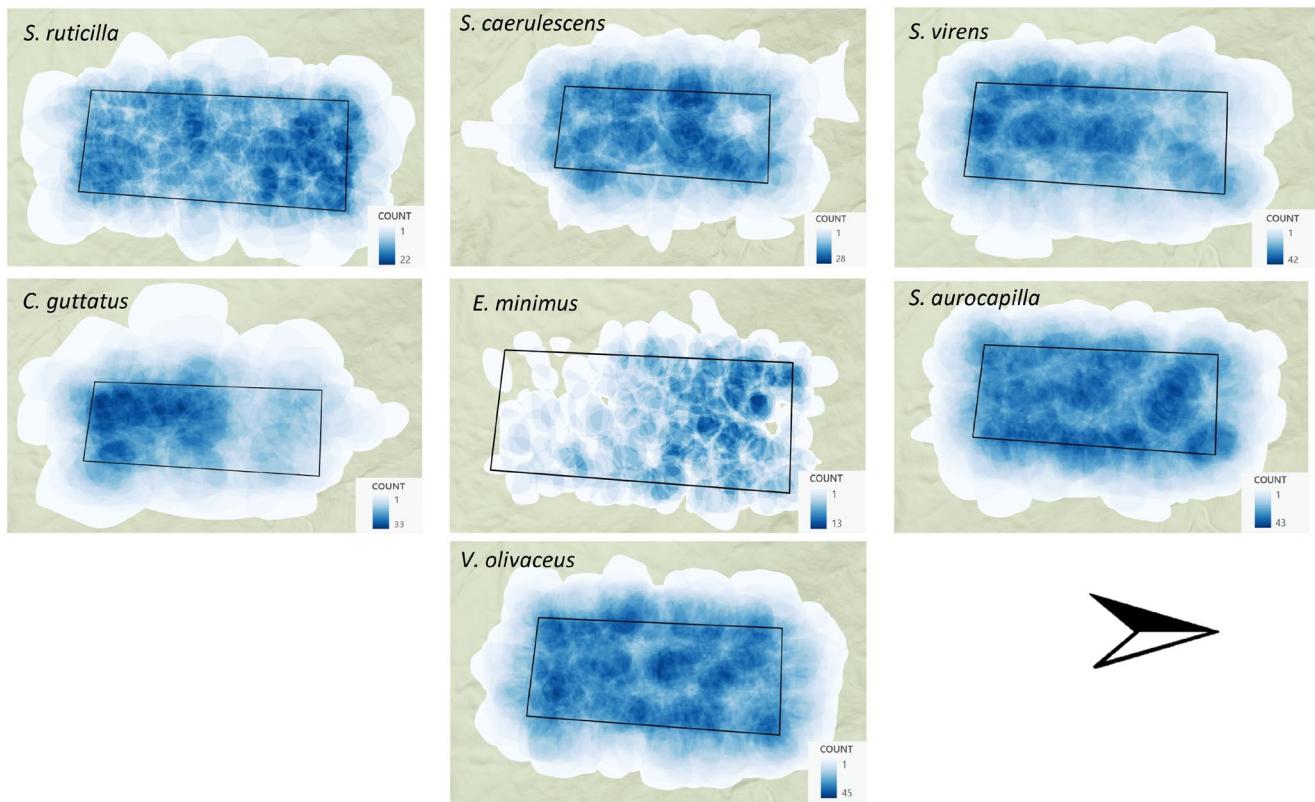 S. ruticilla
COUNT
1
22
S. caerulescens
COUNT
1
28
S. virens
COUNT
1
42
C. guttatus
COUNT
1
33
E. minimus
COUNT
1
13
S. aurocapilla
COUNT
1
43
V. olivaceus
COUNT
1
45